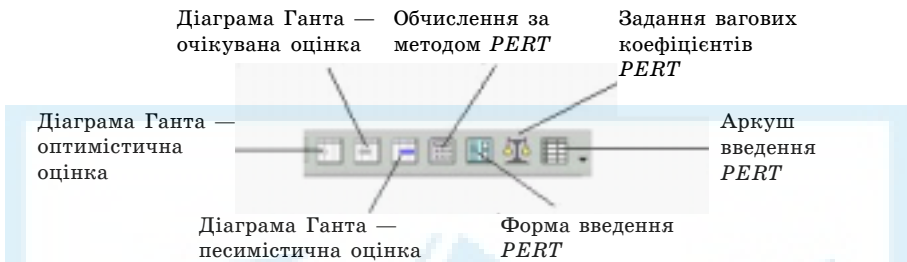 Діаграма Ганта —
очікувана оцінка
Обчислення за
методом PERT
Задання вагових
коефіцієнтів
PERT
Діаграма Ганта —
оптимістична
оцінка
Аркуш
введення
PERT
Діаграма Ганта —
песимістична оцінка
Форма введення
PERT